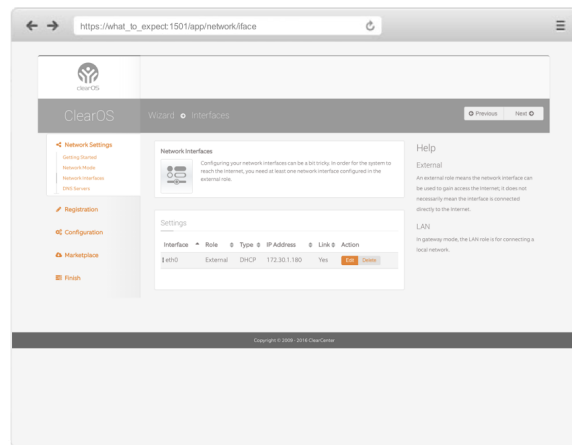 https://what_to_expect:1501/app/network/iface
clearOS
ClearOS
Wizard Interfaces
Previous Next
Network Settings
Getting Started
Network Mode
Network Interfaces
DNS Servers
Registration
Configuration
Marketplace
Finish
Network Interfaces
Configuring your network interfaces can be a bit tricky. In order for the system to
reach the Internet, you need at least one network interface configured in the
external role.
Settings
Interface Role Type IP Address Link Action
eth0 External DHCP 172.30.1.180 Yes Edit Delete
Help
External
An external role means the network interface can
be used to gain access the Internet; it does not
necessarily mean the interface is connected
directly to the Internet.
LAN
In gateway mode, the LAN role is for connecting a
local network.
Copyright © 2009 - 2016 ClearCenter